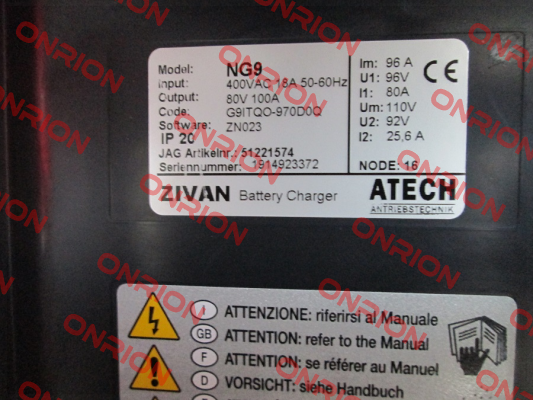 Model: NG9
Input: 400VAC 18A 50-60Hz
Output: 80V 100A
Code: G9ITQO-970D0Q
Software: ZN023
IP 20
JAG Artikelnr.: 51221574
Seriennummer: 1914923372
Im: 96 A
U1: 96V
I1: 80A
Um: 110V
U2: 92V
I2: 25,6 A
NODE: 16
CE
ZIVAN Battery Charger
ATECH
ANTRIEBSTECHNIK
I ATTENZIONE: riferirsi al Manuale
GB ATTENTION: refer to the Manual
F ATTENTION: se référer au Manuel
D VORSICHT: siehe Handbuch
ONRION